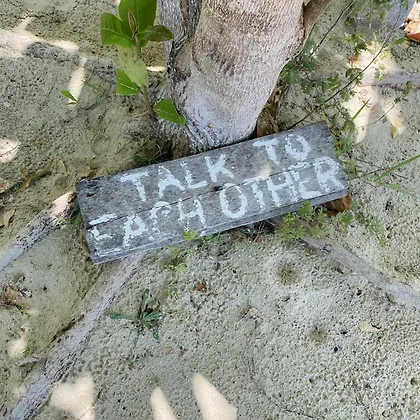 TALK TO
EACH OTHER